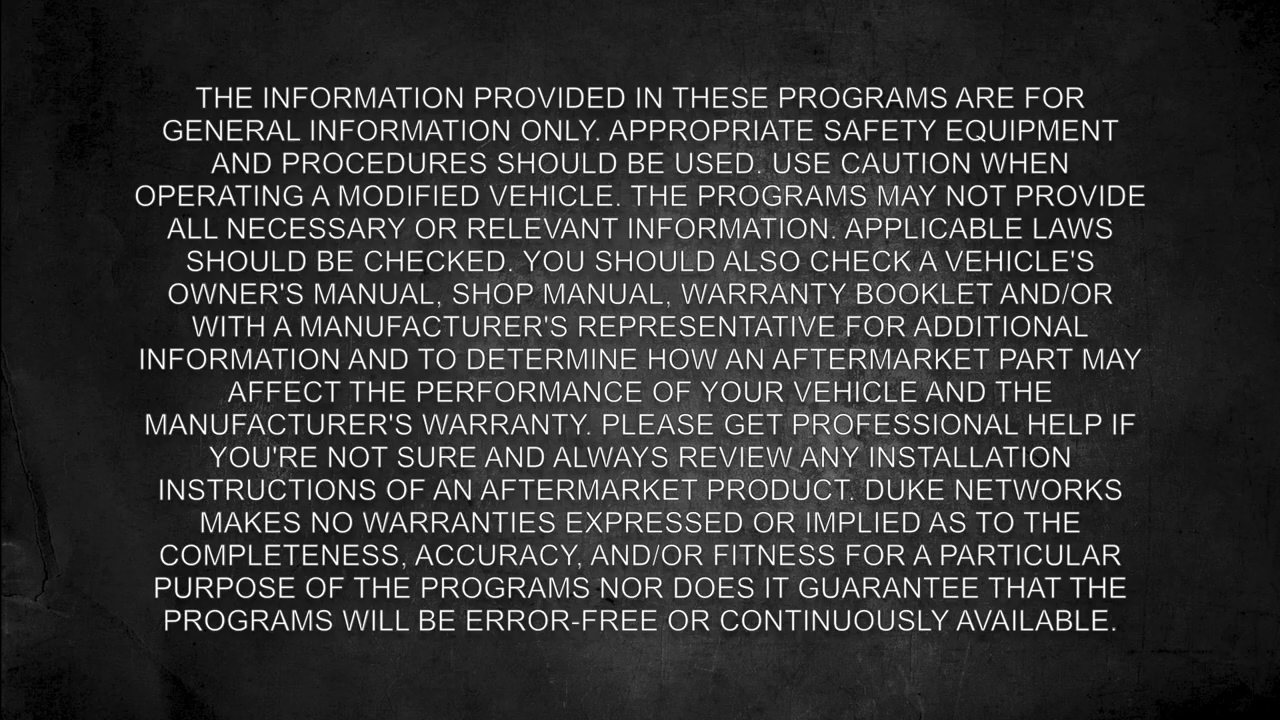 THE INFORMATION PROVIDED IN THESE PROGRAMS ARE FOR
GENERAL INFORMATION ONLY. APPROPRIATE SAFETY EQUIPMENT
AND PROCEDURES SHOULD BE USED. USE CAUTION WHEN
OPERATING A MODIFIED VEHICLE. THE PROGRAMS MAY NOT PROVIDE
ALL NECESSARY OR RELEVANT INFORMATION. APPLICABLE LAWS
SHOULD BE CHECKED. YOU SHOULD ALSO CHECK A VEHICLE'S
OWNER'S MANUAL, SHOP MANUAL, WARRANTY BOOKLET AND/OR
WITH A MANUFACTURER'S REPRESENTATIVE FOR ADDITIONAL
INFORMATION AND TO DETERMINE HOW AN AFTERMARKET PART MAY
AFFECT THE PERFORMANCE OF YOUR VEHICLE AND THE
MANUFACTURER'S WARRANTY. PLEASE GET PROFESSIONAL HELP IF
YOU'RE NOT SURE AND ALWAYS REVIEW ANY INSTALLATION
INSTRUCTIONS OF AN AFTERMARKET PRODUCT. DUKE NETWORKS
MAKES NO WARRANTIES EXPRESSED OR IMPLIED AS TO THE
COMPLETENESS, ACCURACY, AND/OR FITNESS FOR A PARTICULAR
PURPOSE OF THE PROGRAMS NOR DOES IT GUARANTEE THAT THE
PROGRAMS WILL BE ERROR-FREE OR CONTINUOUSLY AVAILABLE.